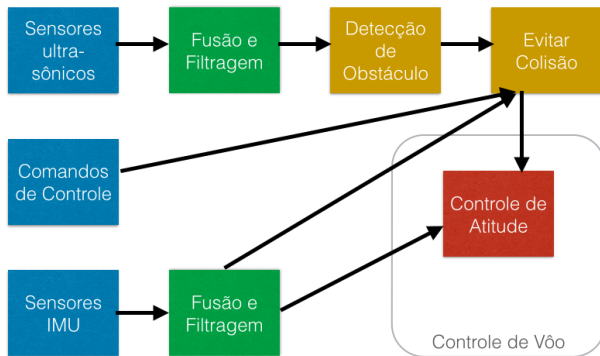 Sensores
ultra-
sônicos
Fusão e
Filtragem
Detecção
de
Obstáculo
Evitar
Colisão
Comandos
de Controle
Controle de
Atitude
Sensores
IMU
Fusão e
Filtragem
Controle de Vôo